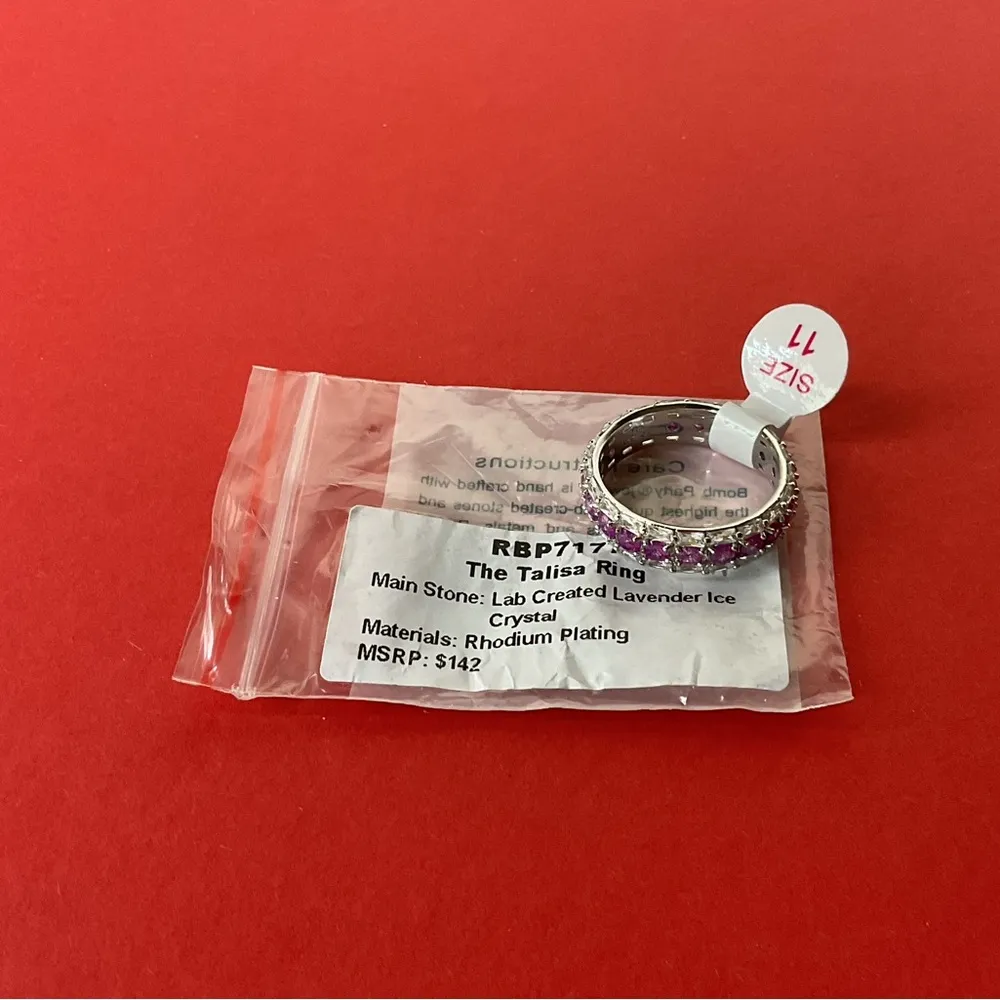 SIZE
11
Care
tructions
Bomb Party® is hand crafted with
the highest created stones and
and metals
RBP717
The Talisa Ring
Main Stone: Lab Created Lavender Ice
Crystal
Materials: Rhodium Plating
MSRP: $142